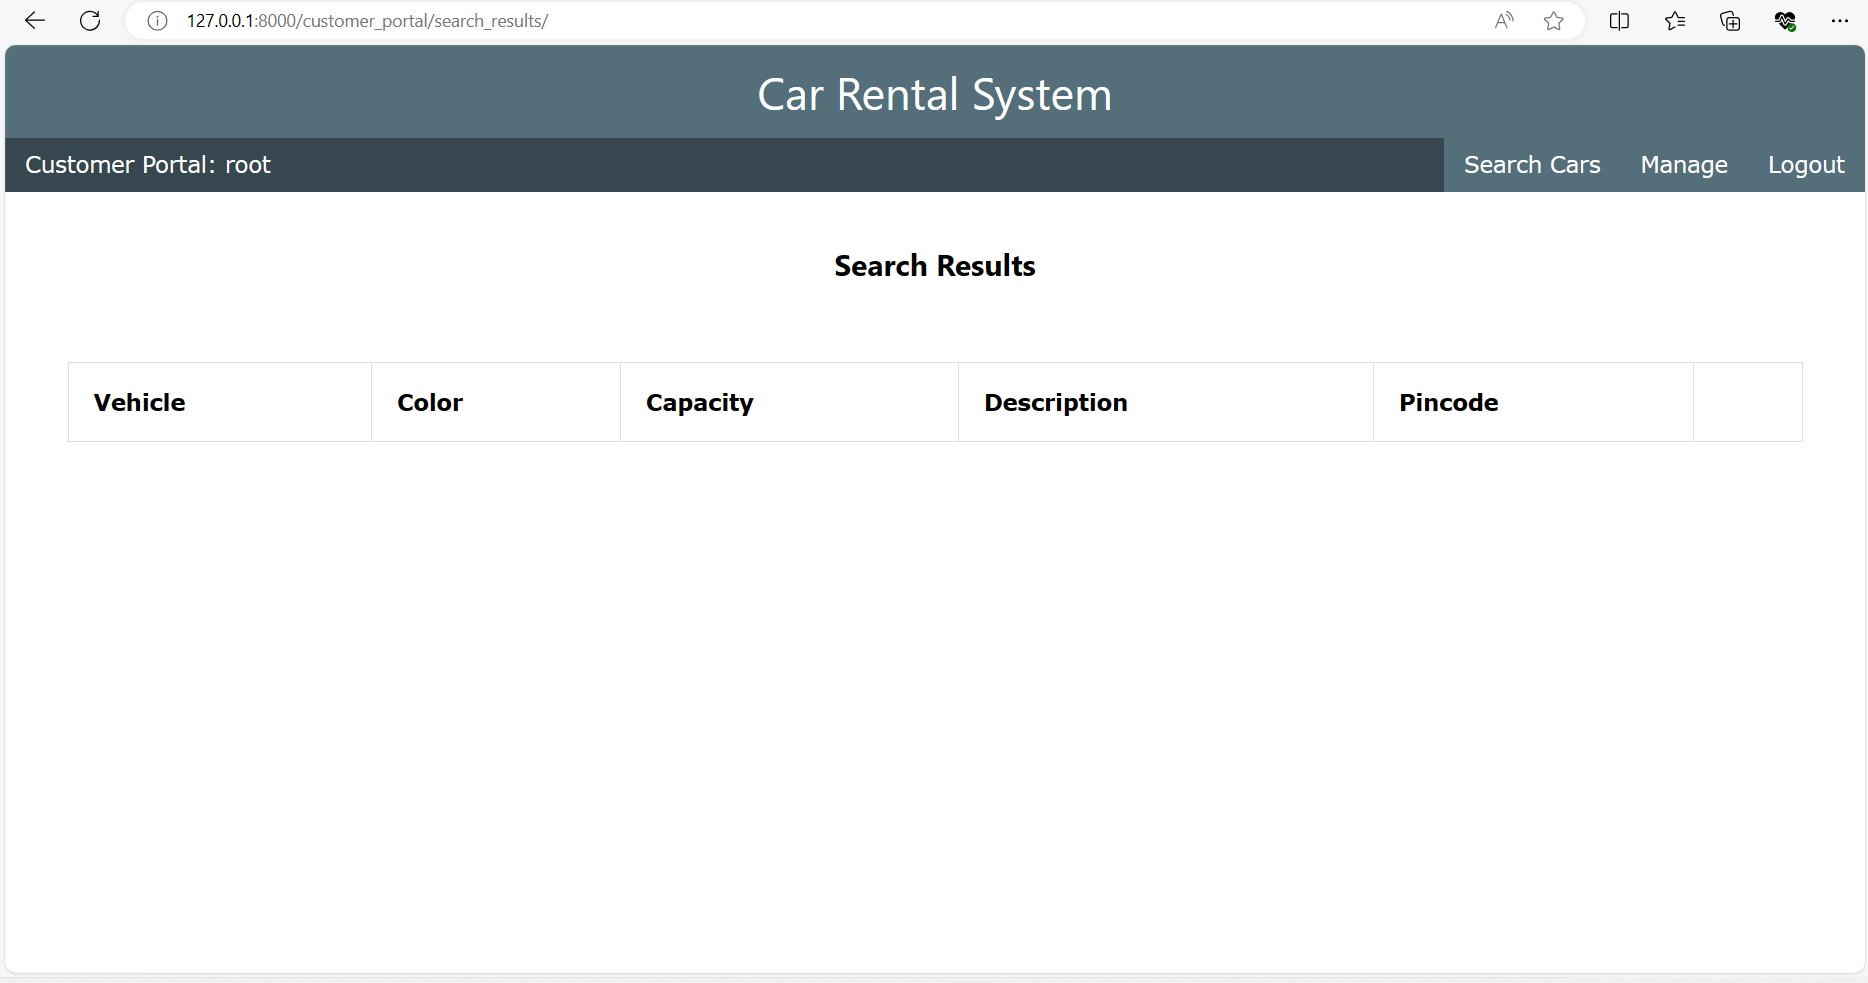 127.0.0.1:8000/customer_portal/search_results/
Car Rental System
Customer Portal: root
Search Cars
Manage
Logout
Search Results
Vehicle
Color
Capacity
Description
Pincode